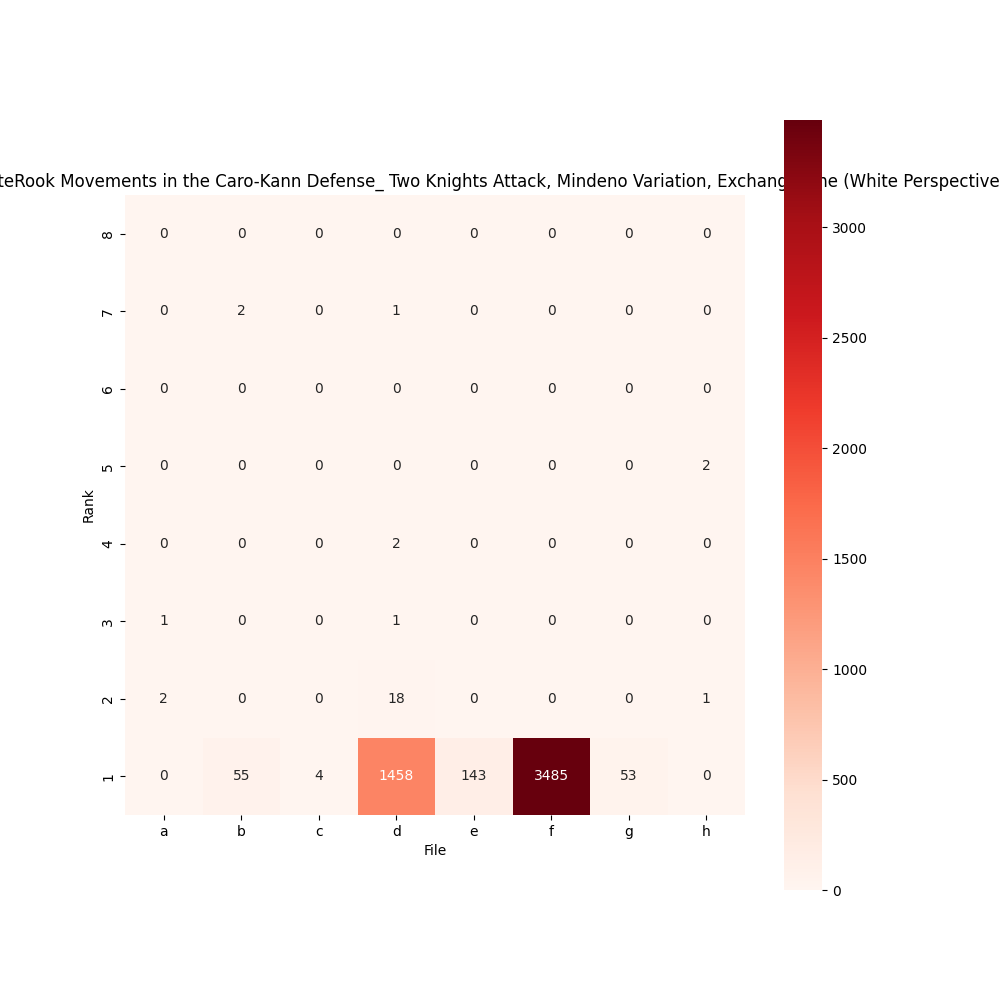 teRook Movements in the Caro-Kann Defense_ Two Knights Attack, Mindeno Variation, Exchang ne (White Perspective
8 0 0 0 0 0 0 0 0
7 0 2 0 1 0 0 0 0
6 0 0 0 0 0 0 0 0
5 0 0 0 0 0 0 0 2
4 0 0 0 2 0 0 0 0
3 1 0 0 1 0 0 0 0
2 2 0 0 18 0 0 0 1
1 0 55 4 1458 143 3485 53 0
a b c d e f g h
File
Rank
3000
2500
2000
1500
1000
500
0